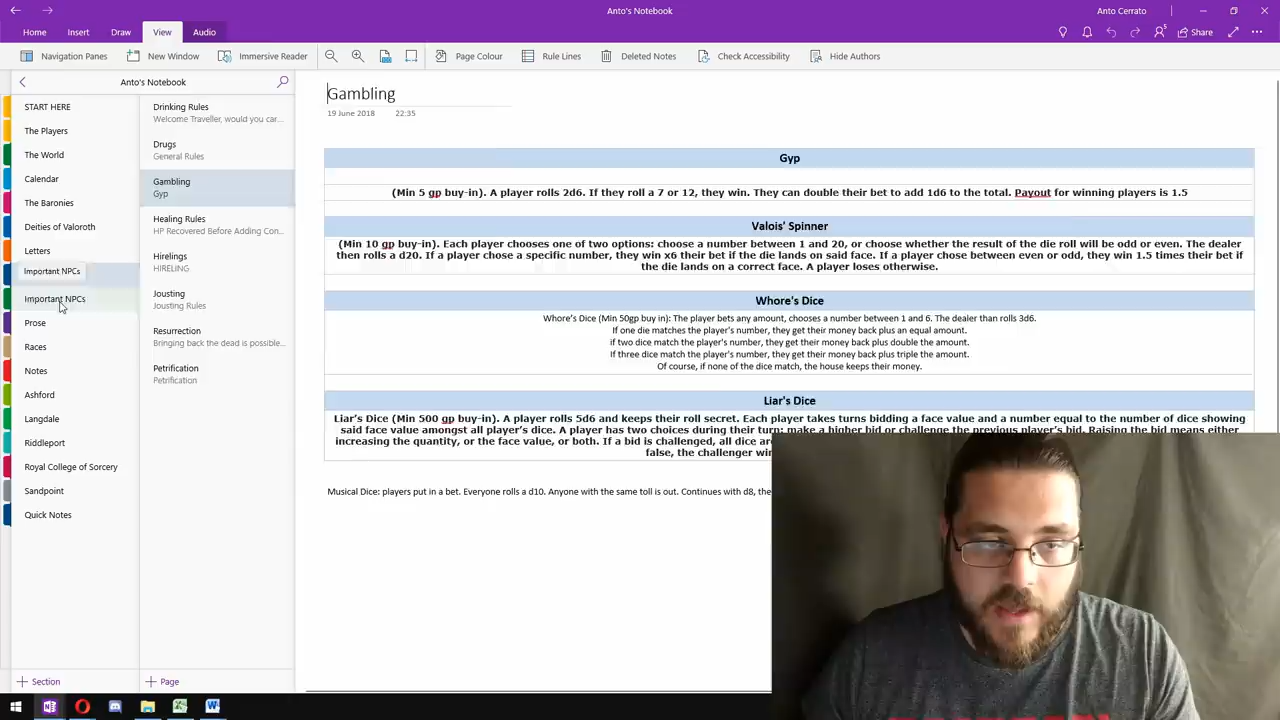 Anto's Notebook
Anto Cerrato
Home
Insert
Draw
View
Audio
Share
Navigation Panes
New Window
Immersive Reader
Page Colour
Rule Lines
Deleted Notes
Check Accessibility
Hide Authors
Anto's Notebook
START HERE
The Players
The World
Calendar
The Baronies
Deities of Valoroth
Letters
Important NPCs
Important NPCs
Prose
Races
Notes
Ashford
Langdale
Riddleport
Royal College of Sorcery
Sandpoint
Quick Notes
Section
Drinking Rules
Welcome Traveller, would you car...
Drugs
General Rules
Gambling
Gyp
Healing Rules
HP Recovered Before Adding Con...
Hirelings
HIRELING
Jousting
Jousting Rules
Resurrection
Bringing back the dead is possible...
Petrification
Petrification
Page
Gambling
19 June 2018 22:35
Gyp
(Min 5 gp buy-in). A player rolls 2d6. If they roll a 7 or 12, they win. They can double their bet to add 1d6 to the total. Payout for winning players is 1.5
Valois' Spinner
(Min 10 gp buy-in). Each player chooses one of two options: choose a number between 1 and 20, or choose whether the result of the die roll will be odd or even. The dealer
then rolls a d20. If a player chose a specific number, they win x6 their bet if the die lands on said face. If a player chose between even or odd, they win 1.5 times their bet if
the die lands on a correct face. A player loses otherwise.
Whore's Dice
Whore's Dice (Min 50gp buy in): The player bets any amount, chooses a number between 1 and 6. The dealer than rolls 3d6.
If one die matches the player's number, they get their money back plus an equal amount.
if two dice match the player's number, they get their money back plus double the amount.
If three dice match the player's number, they get their money back plus triple the amount.
Of course, if none of the dice match, the house keeps their money.
Liar's Dice
Liar's Dice (Min 500 gp buy-in). A player rolls 5d6 and keeps their roll secret. Each player takes turns bidding a face value and a number equal to the number of dice showing
said face value amongst all player's dice. A player has two choices during their turn: make a higher bid or challenge the previous player's bid. Raising the bid means either
increasing the quantity, or the face value, or both. If a bid is challenged, all dice are
false, the challenger
Musical Dice: players put in a bet. Everyone rolls a d10. Anyone with the same toll is out. Continues with d8,